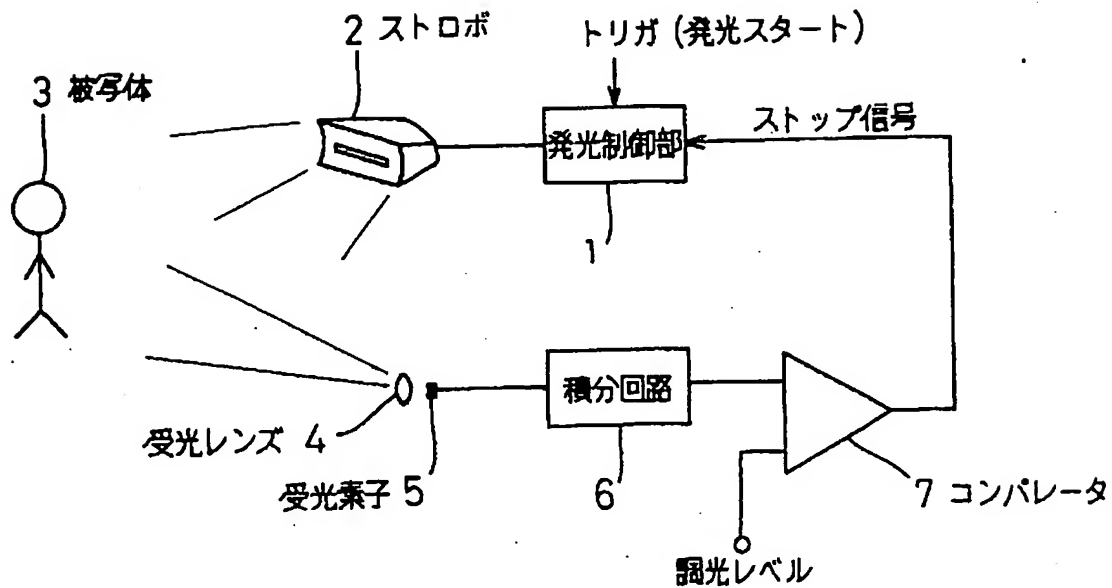 2 ストロボ
トリガ (発光スタート)
3 被写体
ストップ信号
発光制御部
1
積分回路
受光レンズ 4
受光素子 5
6
7 コンパレータ
調光レベル